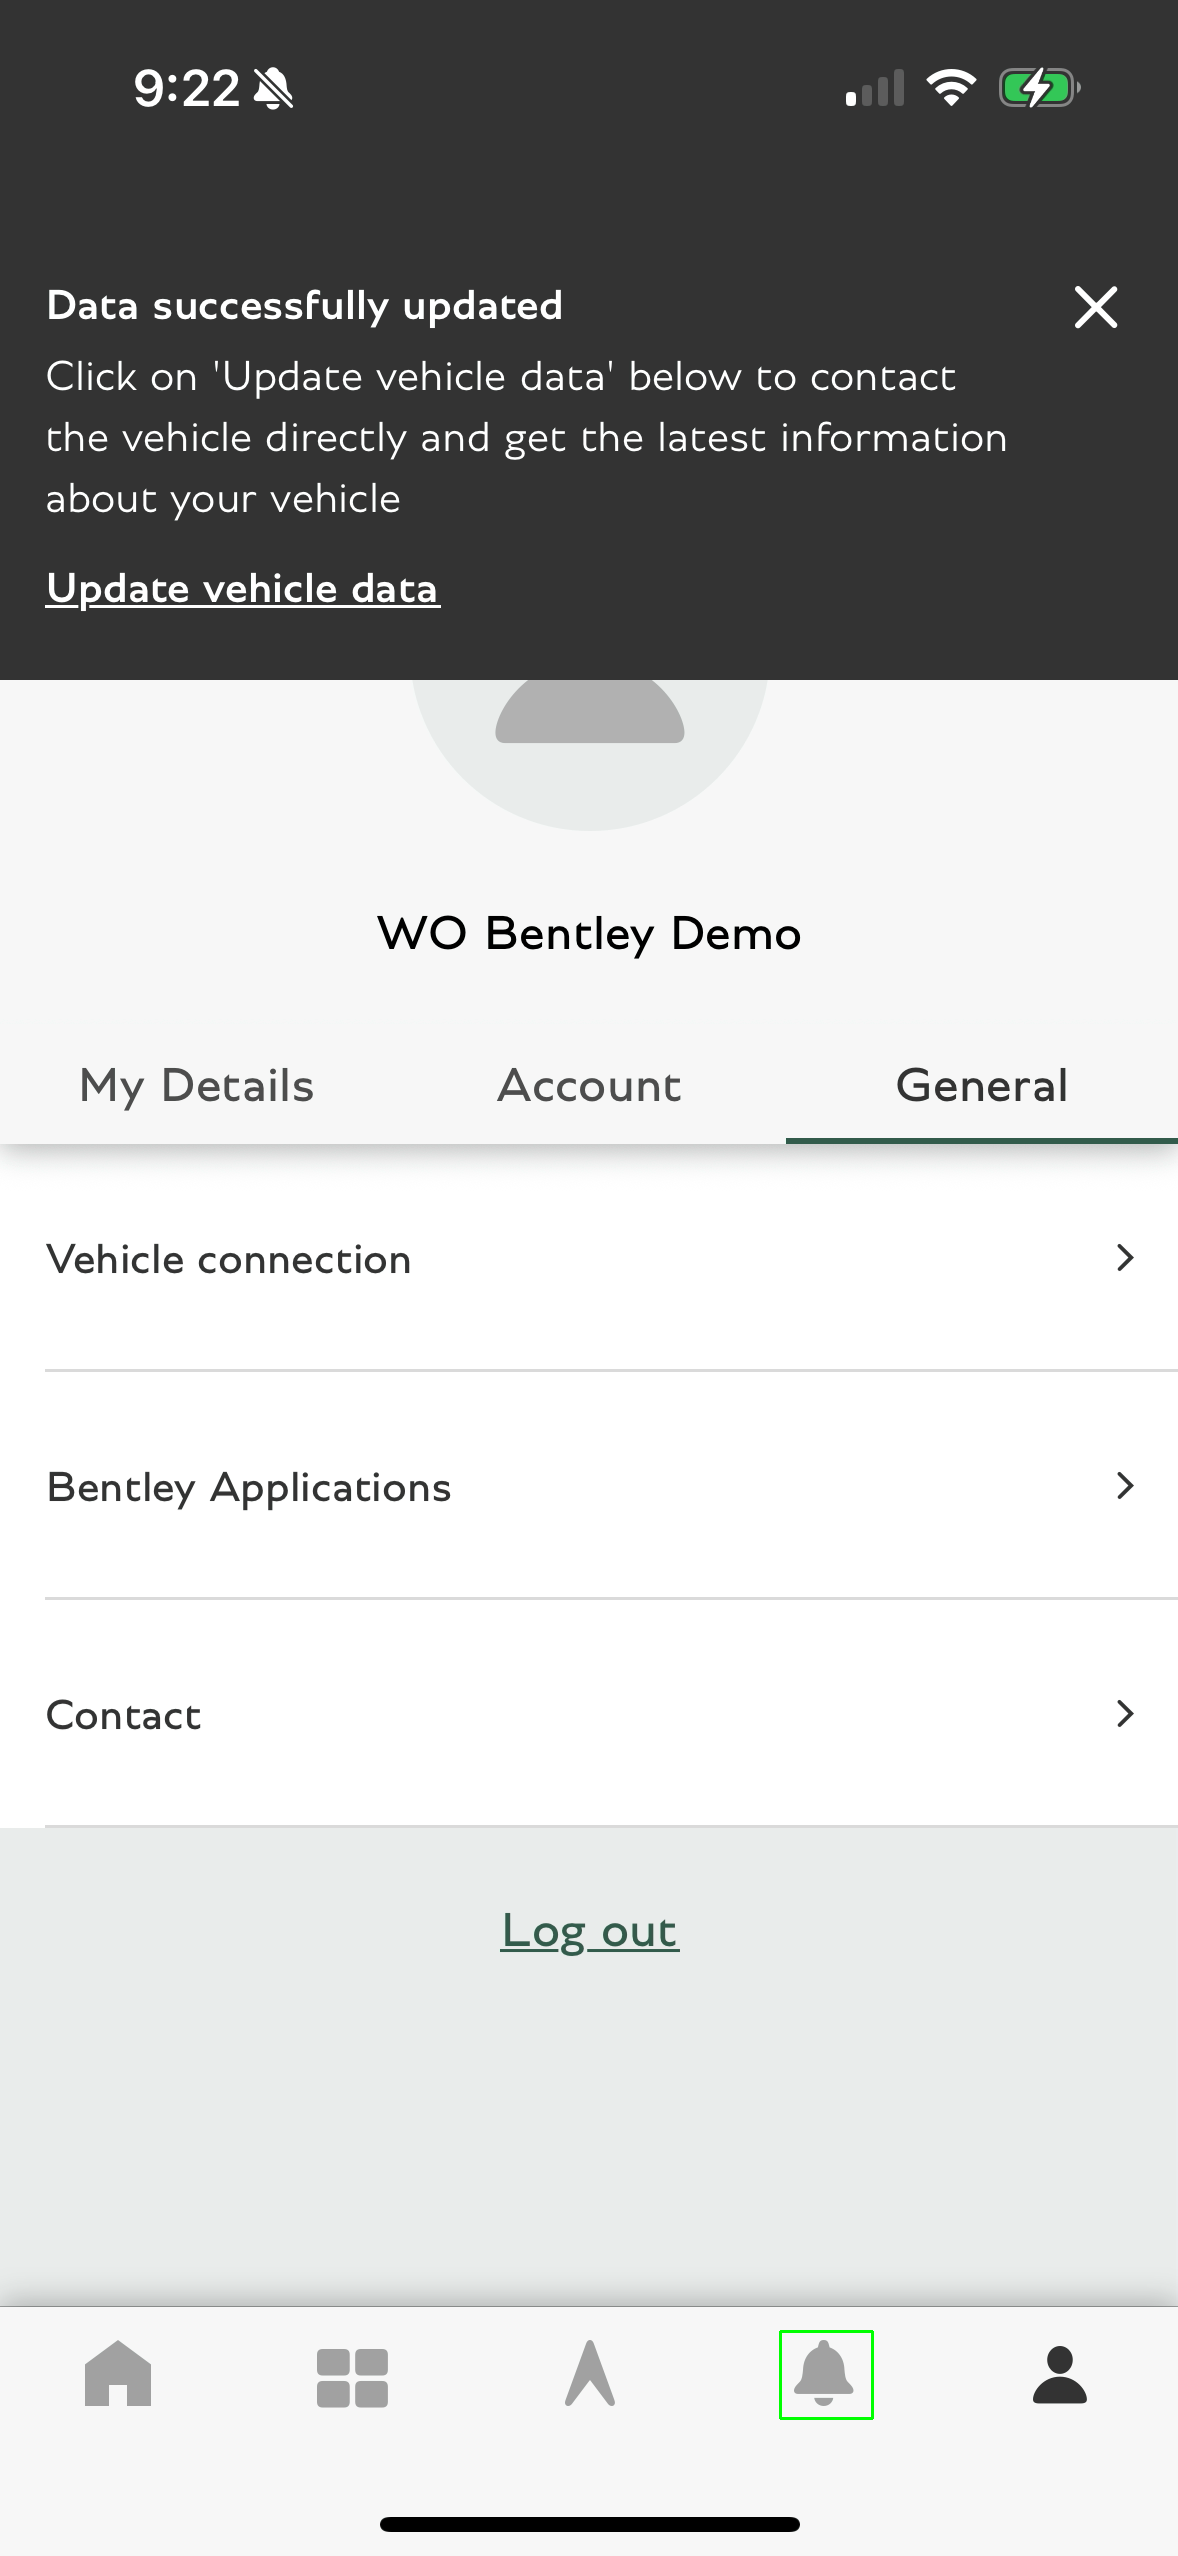 9:22
Data successfully updated
Click on 'Update vehicle data' below to contact
the vehicle directly and get the latest information
about your vehicle
Update vehicle data
WO Bentley Demo
My Details Account General
Vehicle connection
Bentley Applications
Contact
Log out